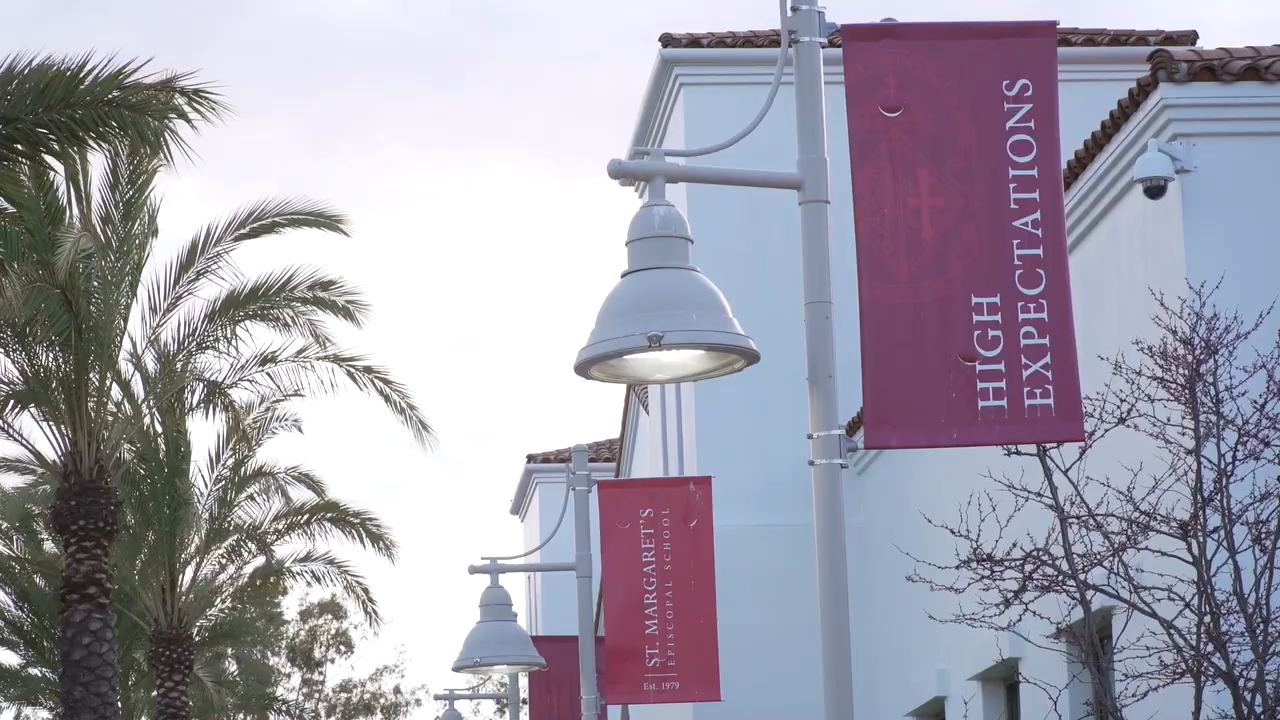 HIGH
EXPECTATIONS
ST. MARGARET'S
EPISCOPAL SCHOOL
Est. 1979